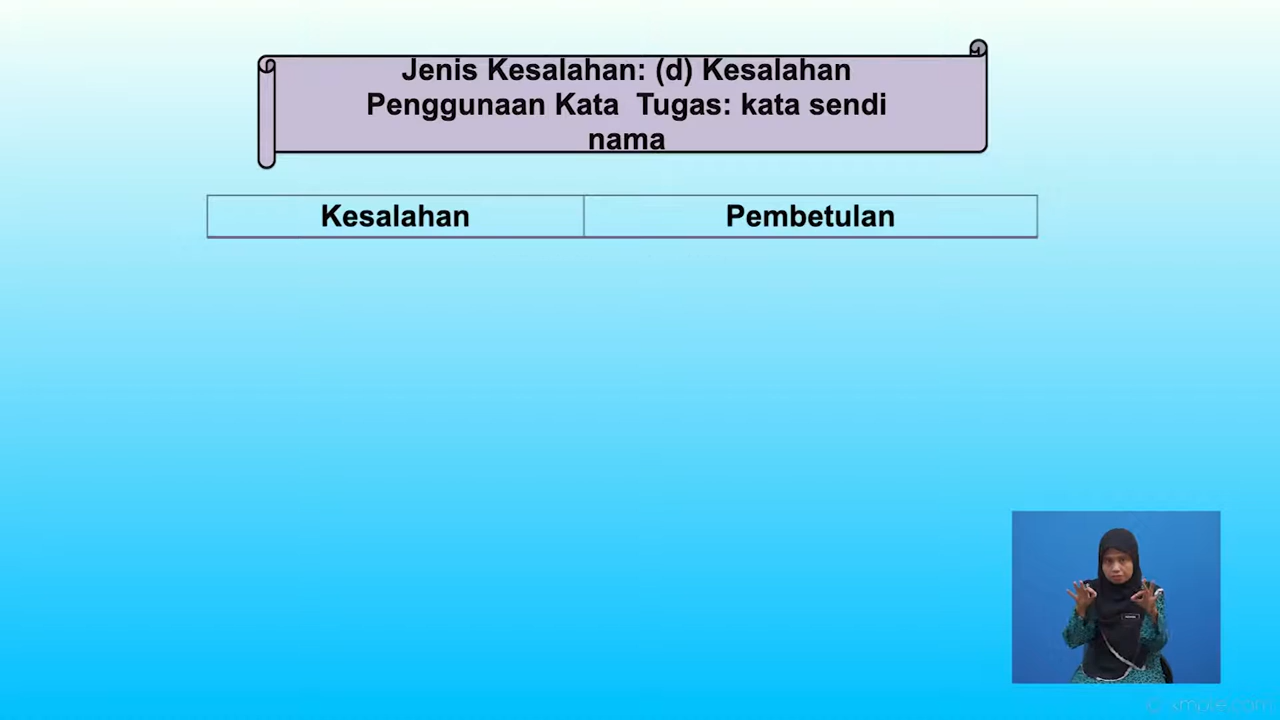 Jenis Kesalahan: (d) Kesalahan
Penggunaan Kata Tugas: kata sendi
nama
Kesalahan Pembetulan